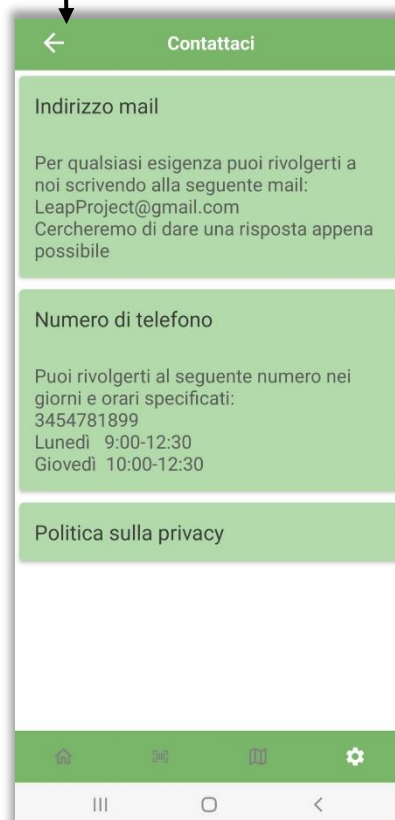 Contattaci
Indirizzo mail
Per qualsiasi esigenza puoi rivolgerti a
noi scrivendo alla seguente mail:
LeapProject@gmail.com
Cercheremo di dare una risposta appena
possibile
Numero di telefono
Puoi rivolgerti al seguente numero nei
giorni e orari specificati:
3454781899
Lunedì 9:00-12:30
Giovedì 10:00-12:30
Politica sulla privacy